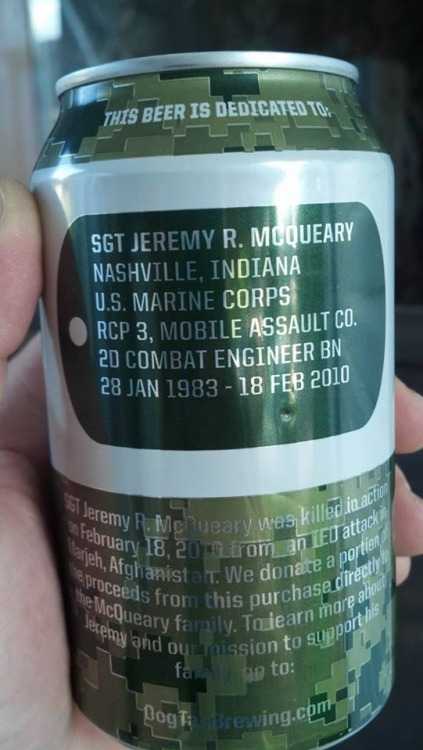 THIS BEER IS DEDICATED TO:
SGT JEREMY R. MCQUEARY
NASHVILLE, INDIANA
U.S. MARINE CORPS
RCP 3, MOBILE ASSAULT CO.
2D COMBAT ENGINEER BN
28 JAN 1983 - 18 FEB 2010
SGT Jeremy R. McQueary was killed in action
on February 18, 2010 from an IED attack in
Marjeh, Afghanistan. We donate a portion of
the proceeds from this purchase directly to
the McQueary family. To learn more about
Jeremy and our mission to support his
family, go to:
DogTagBrewing.com